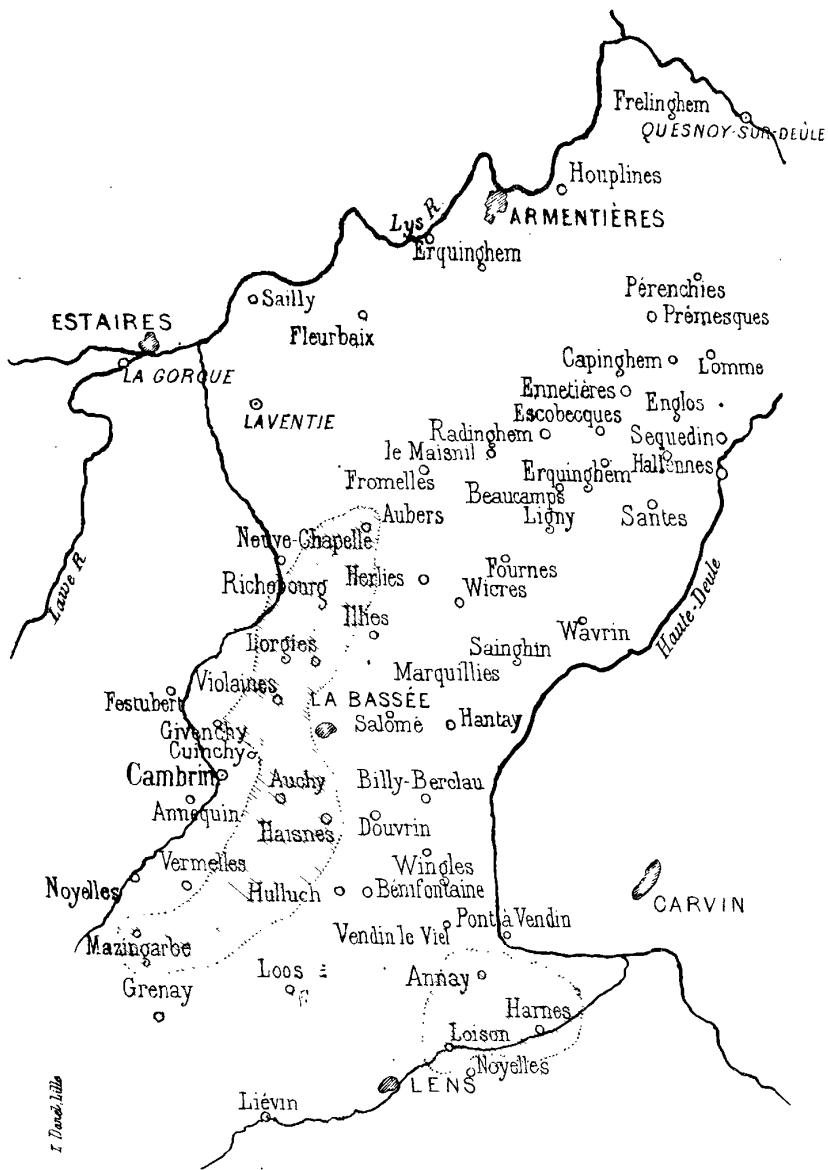 Frelinghem
QUESNOY-SUR-DEÛLE
Houplines
ARMENTIÈRES
Lys R.
Erquinghem
Pérenchies
Sailly
Prémesques
ESTAIRES
Fleurbaix
Capinghem
Lomme
LA GORGUE
Ennetières
Englos
LAVENTIE
Escobecques
Radinghem
Sequedin
le Maisnil
Erquinghem
Hallennes
Fromelles
Beaucamps
Aubers
Ligny
Santes
Neuve-Chapelle
Fournes
Richebourg
Herlies
Wicres
Lawe R.
Illies
Wavrin
Haute-Deule
Lorgies
Sainghin
Marquillies
Violaines
Festubert
LA BASSÉE
Salomé
Hantay
Givenchy
Cuinchy
Cambrin
Auchy
Billy-Berclau
Annequin
Haisnes
Douvrin
Vermelles
Wingles
Noyelles
Hulluch
Bénifontaine
CARVIN
Pont à Vendin
Vendin le Viel
Mazingarbe
Loos
Annay
Grenay
Harnes
Loison
Noyelles
LENS
Liévin
L. Danel, Lille